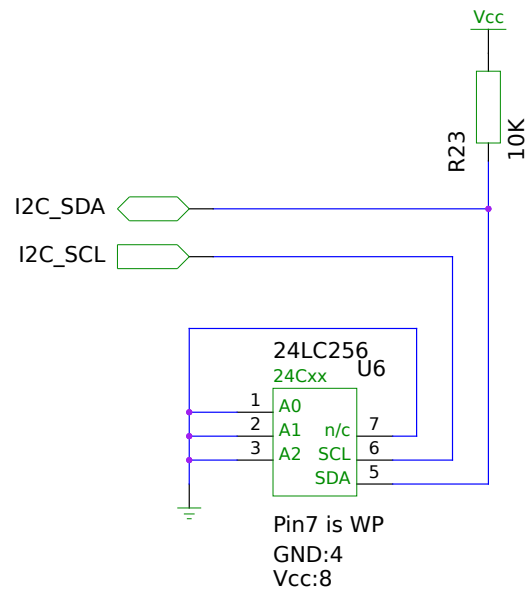 Vcc
R23
10K
I2C_SDA
I2C_SCL
24LC256
U6
24Cxx
1
A0
2
A1
n/c
7
3
A2
SCL
6
SDA
5
Pin7 is WP
GND:4
Vcc:8